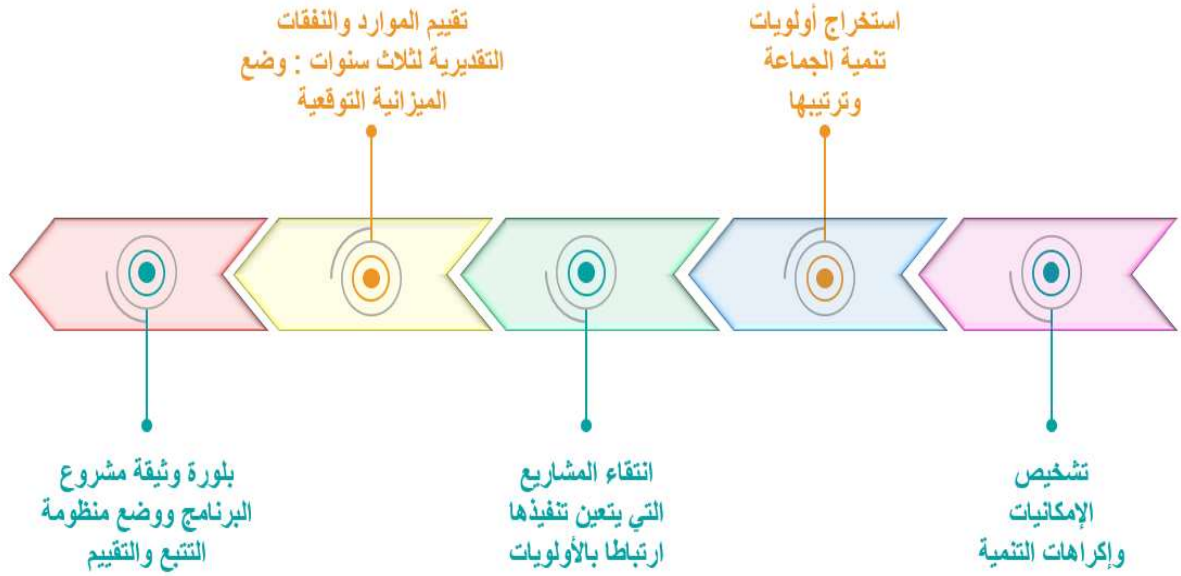 تشخيص
الإمكانيات
وإكراهات التنمية
استخراج أولويات
تنمية الجماعة
وترتيبها
انتقاء المشاريع
التي يتعين تنفيذها
ارتباطا بالأولويات
تقييم الموارد والنفقات
التقديرية لثلاث سنوات : وضع
الميزانية التوقعية
بلورة وثيقة مشروع
البرنامج ووضع منظومة
التتبع والتقييم